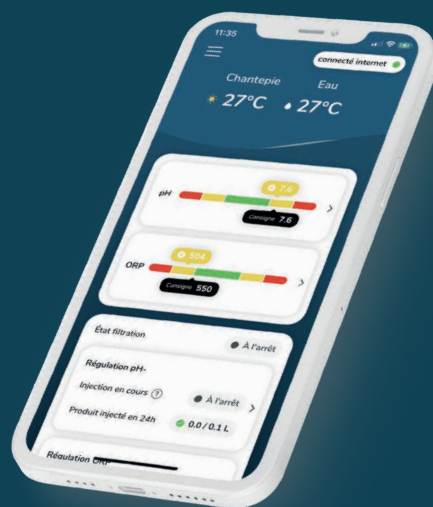 11:35
connecté internet
Chantepie Eau
27°C 27°C
7.6
pH
Consigne 7.6
504
ORP
Consigne 550
État filtration À l'arrêt
Régulation pH-
Injection en cours ? À l'arrêt
Produit injecté en 24h 0.0 / 0.1 L
Régulation ORP